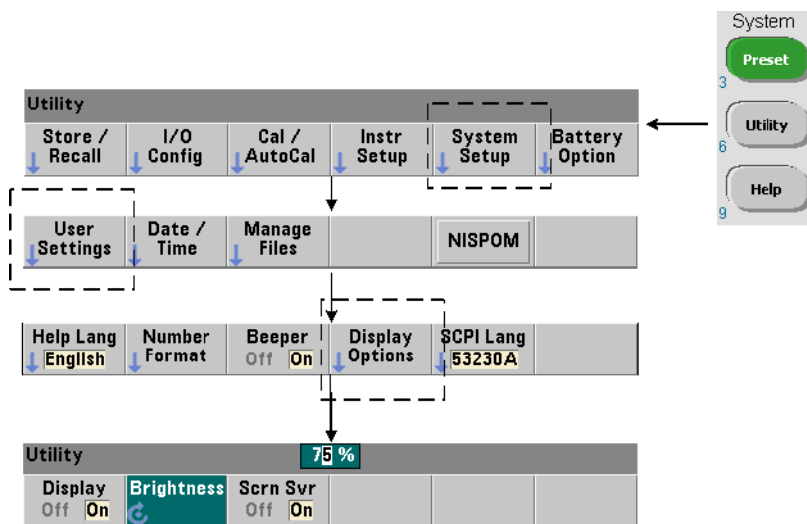 System
Preset
3
Utility
6
Help
9
Utility
Store / Recall
I/O Config
Cal / AutoCal
Instr Setup
System Setup
Battery Option
User Settings
Date / Time
Manage Files
NISPOM
Help Lang English
Number Format
Beeper Off On
Display Options
SCPI Lang 53230A
Utility
75 %
Display Off On
Brightness
Scrn Svr Off On